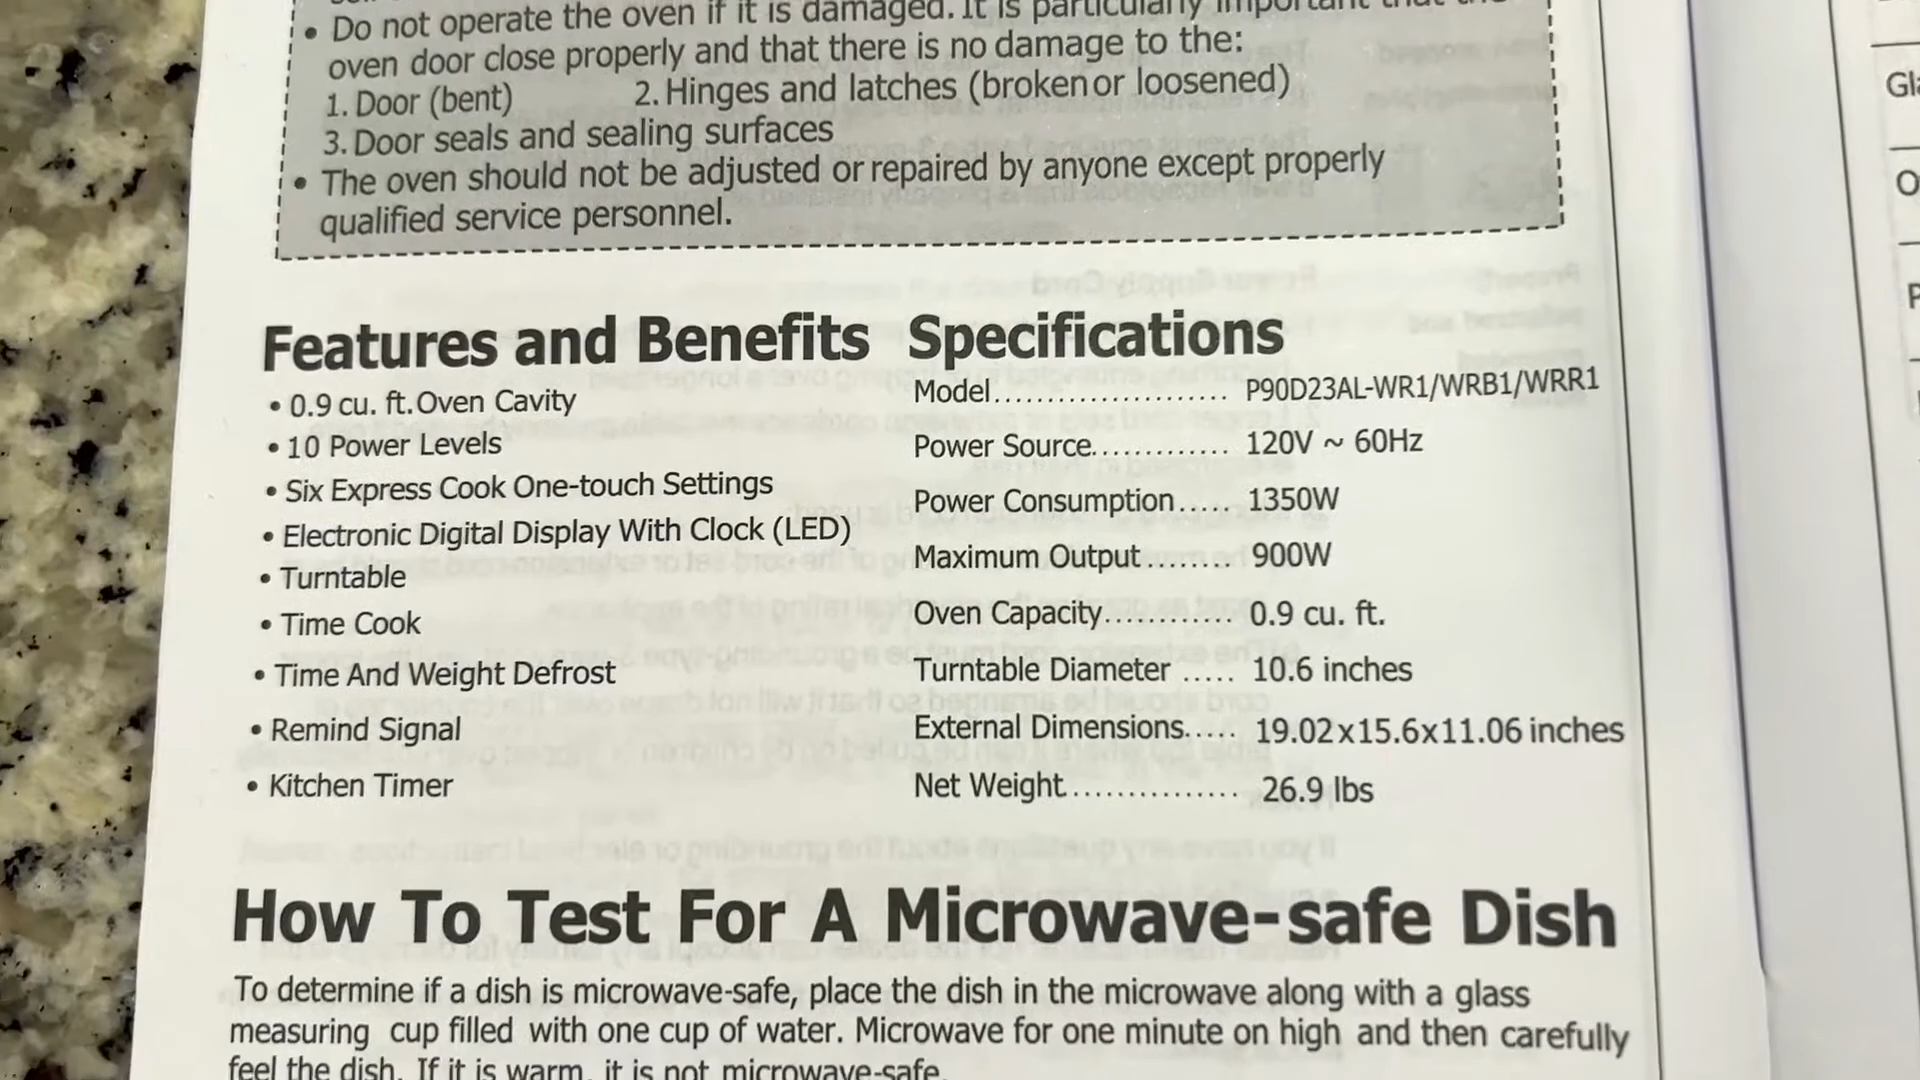 • Do not operate the oven if it is damaged. It is particularly important that the
oven door close properly and that there is no damage to the:
1. Door (bent) 2. Hinges and latches (broken or loosened)
3. Door seals and sealing surfaces
• The oven should not be adjusted or repaired by anyone except properly
qualified service personnel.
Features and Benefits
• 0.9 cu. ft. Oven Cavity
• 10 Power Levels
• Six Express Cook One-touch Settings
• Electronic Digital Display With Clock (LED)
• Turntable
• Time Cook
• Time And Weight Defrost
• Remind Signal
• Kitchen Timer
Specifications
Model...................... P90D23AL-WR1/WRB1/WRR1
Power Source............. 120V ~ 60Hz
Power Consumption..... 1350W
Maximum Output........ 900W
Oven Capacity............ 0.9 cu. ft.
Turntable Diameter ..... 10.6 inches
External Dimensions..... 19.02x15.6x11.06 inches
Net Weight................ 26.9 lbs
How To Test For A Microwave-safe Dish
To determine if a dish is microwave-safe, place the dish in the microwave along with a glass
measuring cup filled with one cup of water. Microwave for one minute on high and then carefully
feel the dish. If it is warm, it is not microwave-safe.